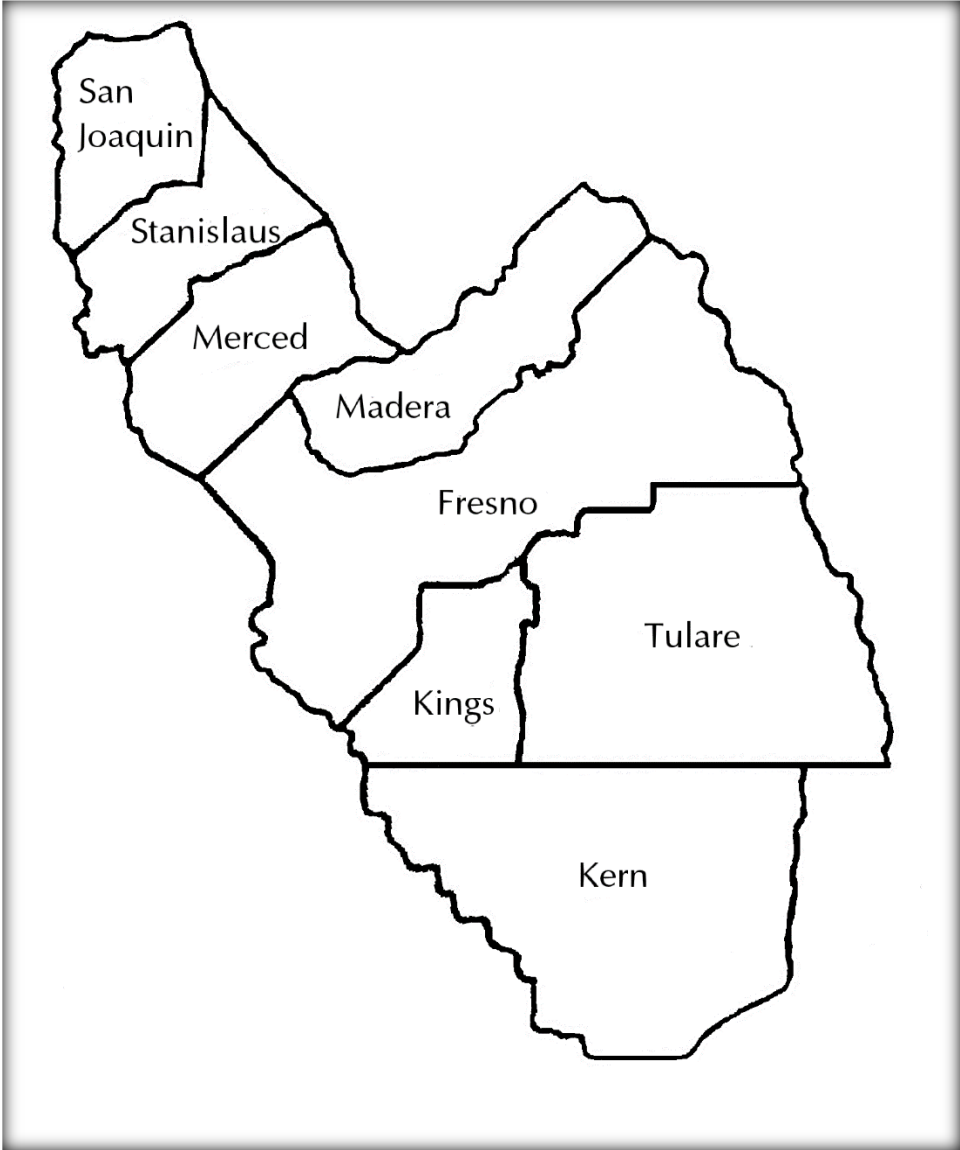 San
Joaquin
Stanislaus
Merced
Madera
Fresno
Tulare
Kings
Kern